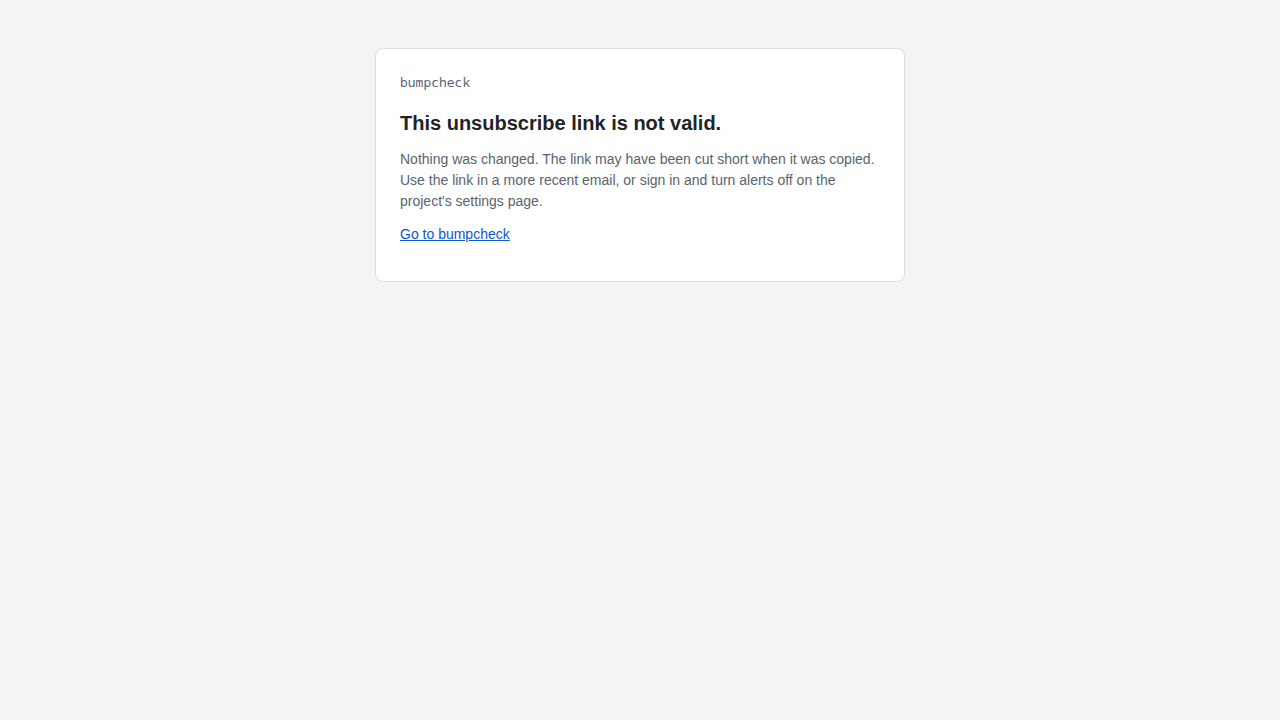 bumpcheck
This unsubscribe link is not valid.
Nothing was changed. The link may have been cut short when it was copied.
Use the link in a more recent email, or sign in and turn alerts off on the
project's settings page.
Go to bumpcheck